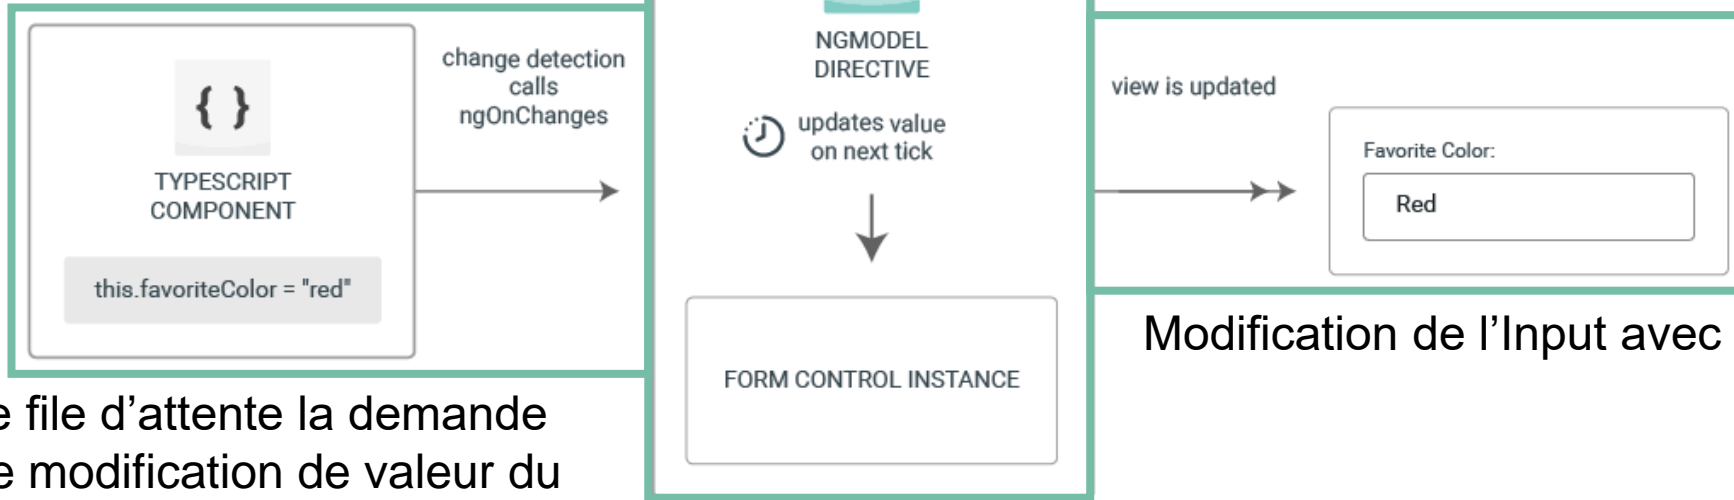 { }
TYPESCRIPT
COMPONENT
this.favoriteColor = "red"
change detection
calls
ngOnChanges
NGMODEL
DIRECTIVE
updates value
on next tick
FORM CONTROL INSTANCE
view is updated
Favorite Color:
Red
Modification de l’Input avec
e file d’attente la demande
e modification de valeur du